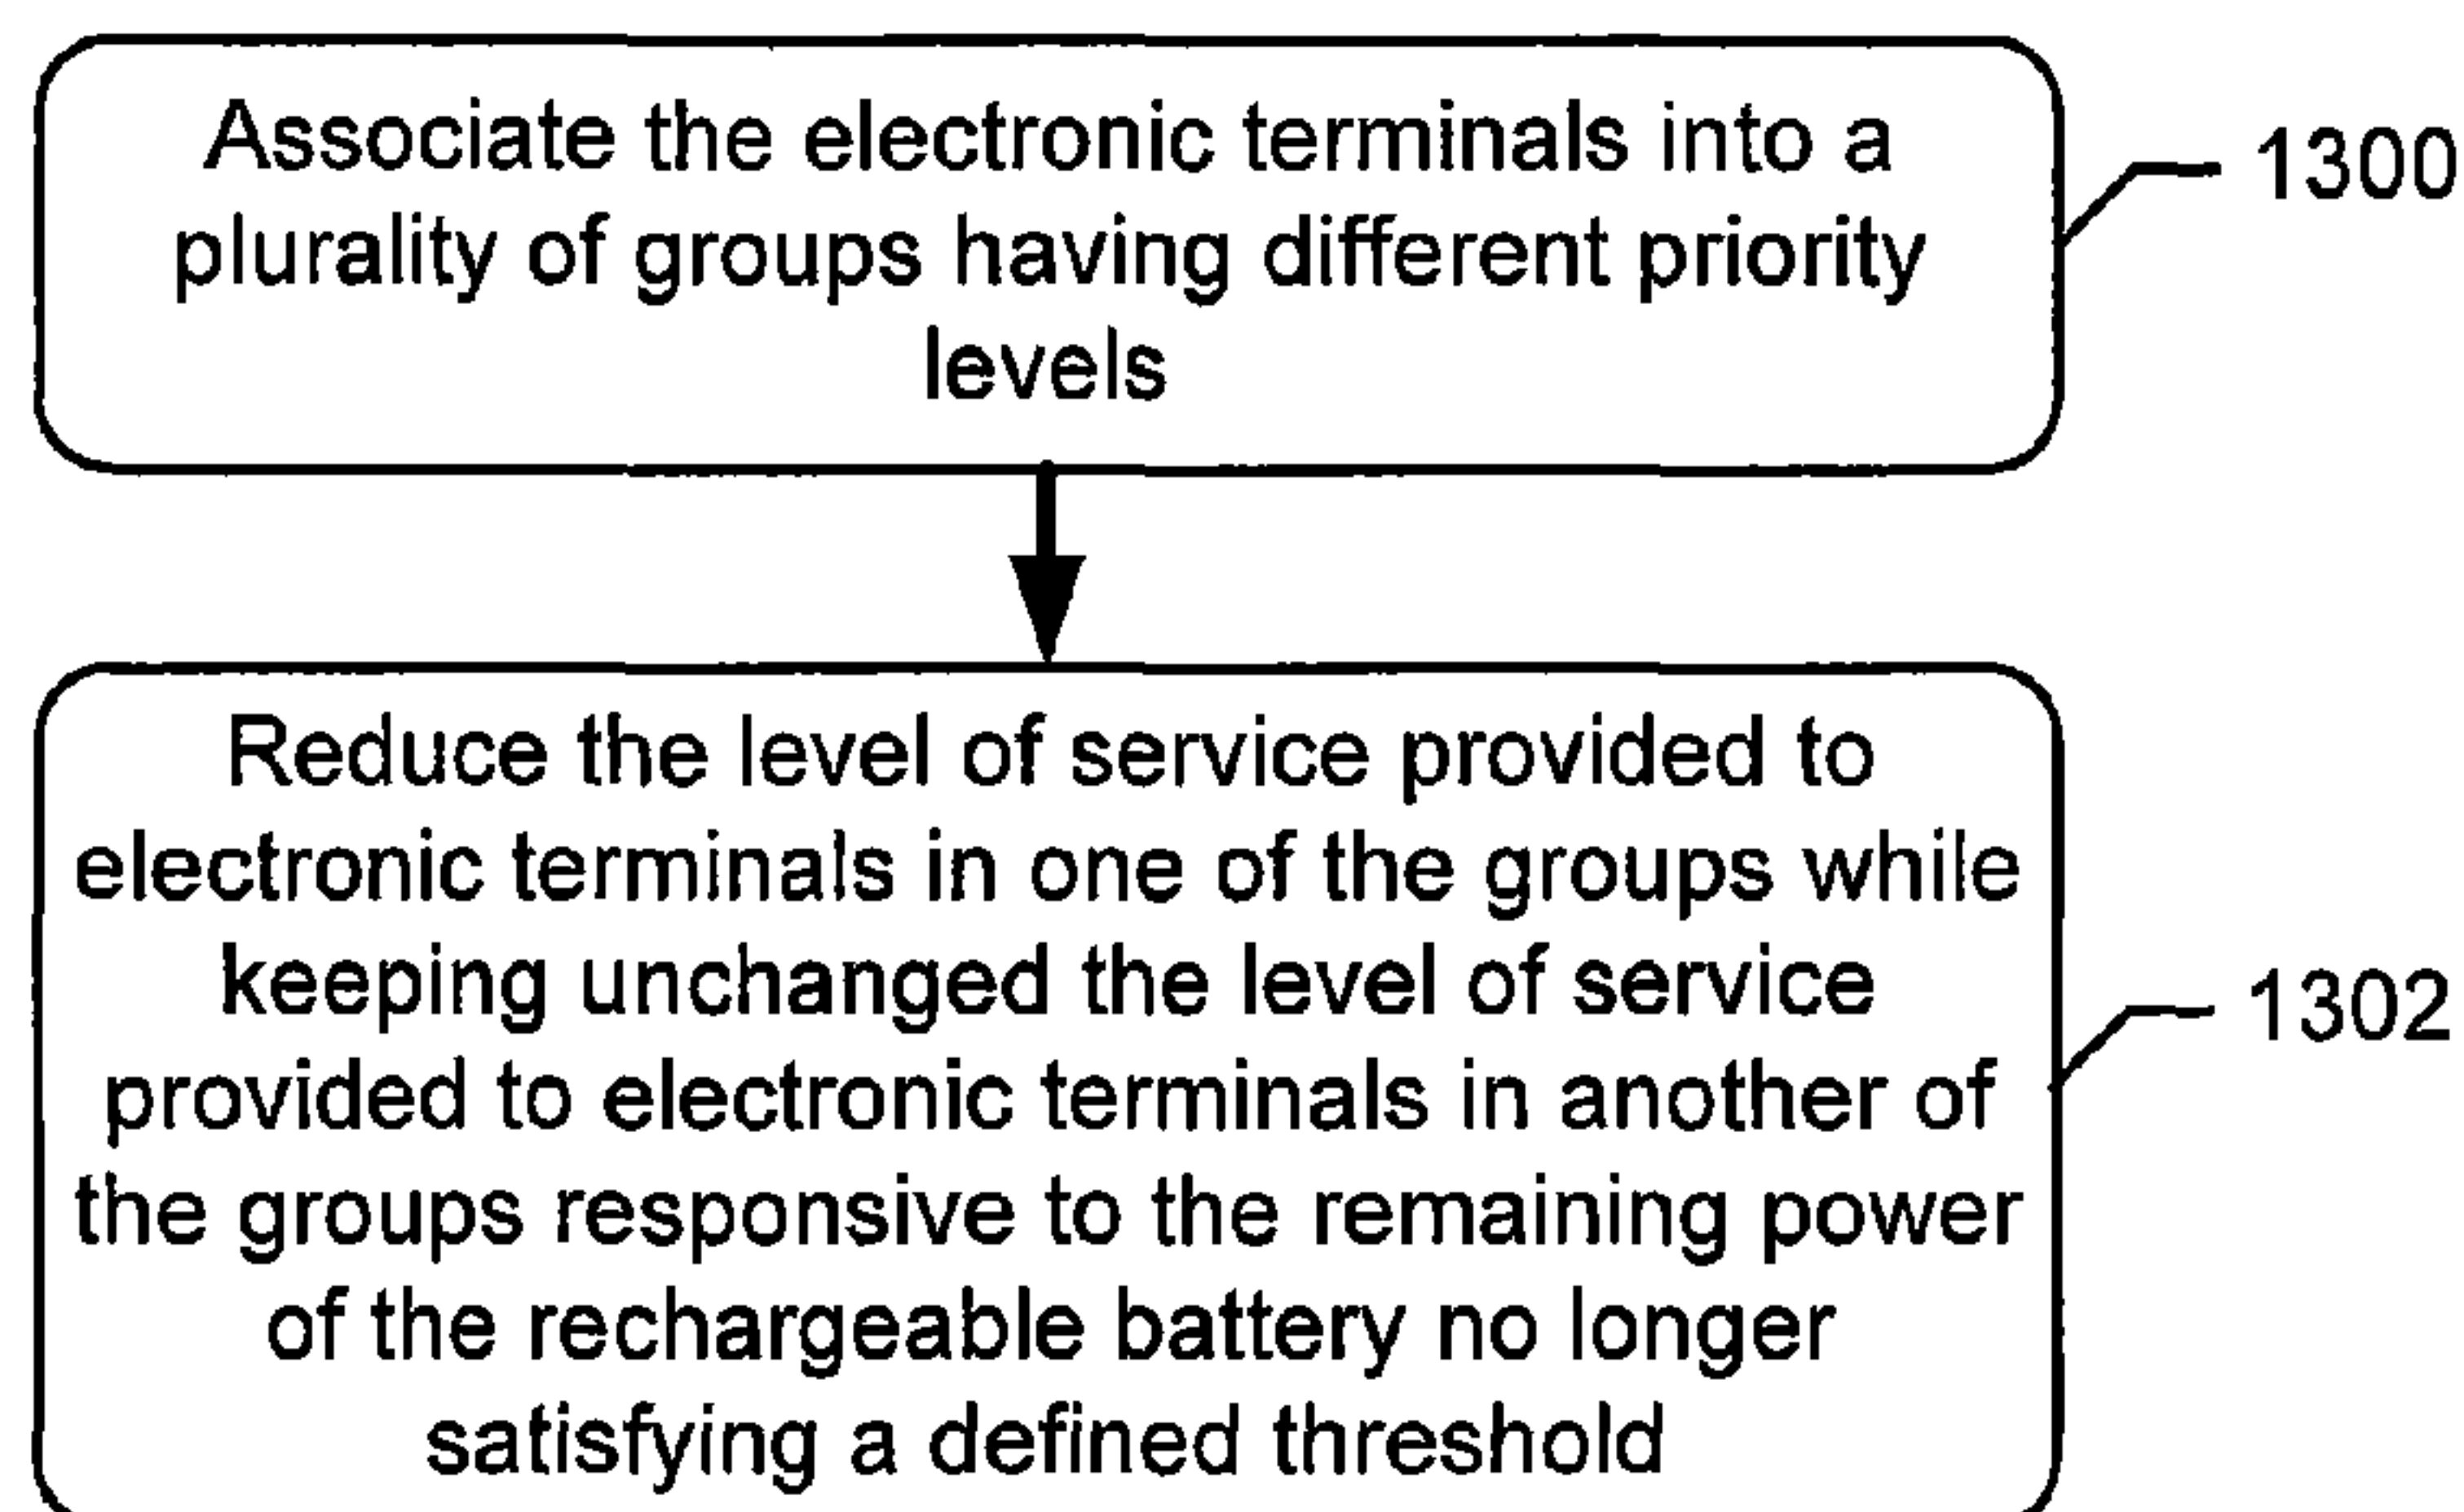 Associate the electronic terminals into a
plurality of groups having different priority
levels
1300
Reduce the level of service provided to
electronic terminals in one of the groups while
keeping unchanged the level of service
provided to electronic terminals in another of
the groups responsive to the remaining power
of the rechargeable battery no longer
satisfying a defined threshold
1302